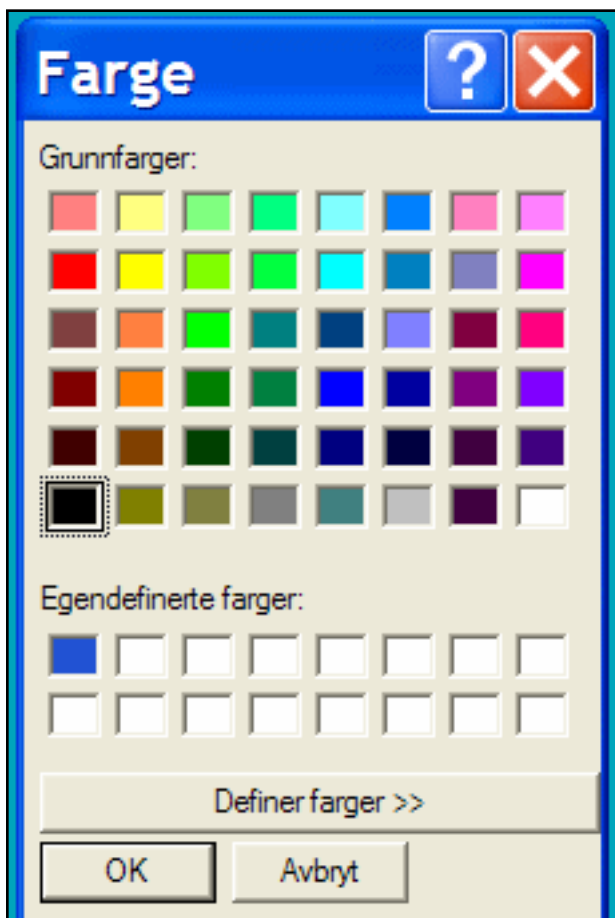 Farge
Grunnfarger:
Egendefinerte farger:
Definer farger >>
OK Avbryt